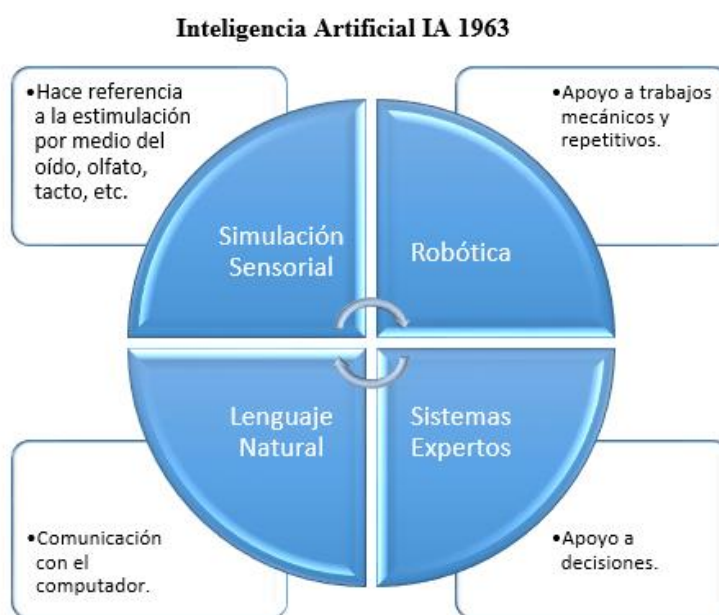 Inteligencia Artificial IA 1963
•Hace referencia
a la estimulación
por medio del
oído, olfato,
tacto, etc.
•Apoyo a trabajos
mecánicos y
repetitivos.
Simulación
Sensorial
Robótica
Lenguaje
Natural
Sistemas
Expertos
•Comunicación
con el
computador.
•Apoyo a
decisiones.